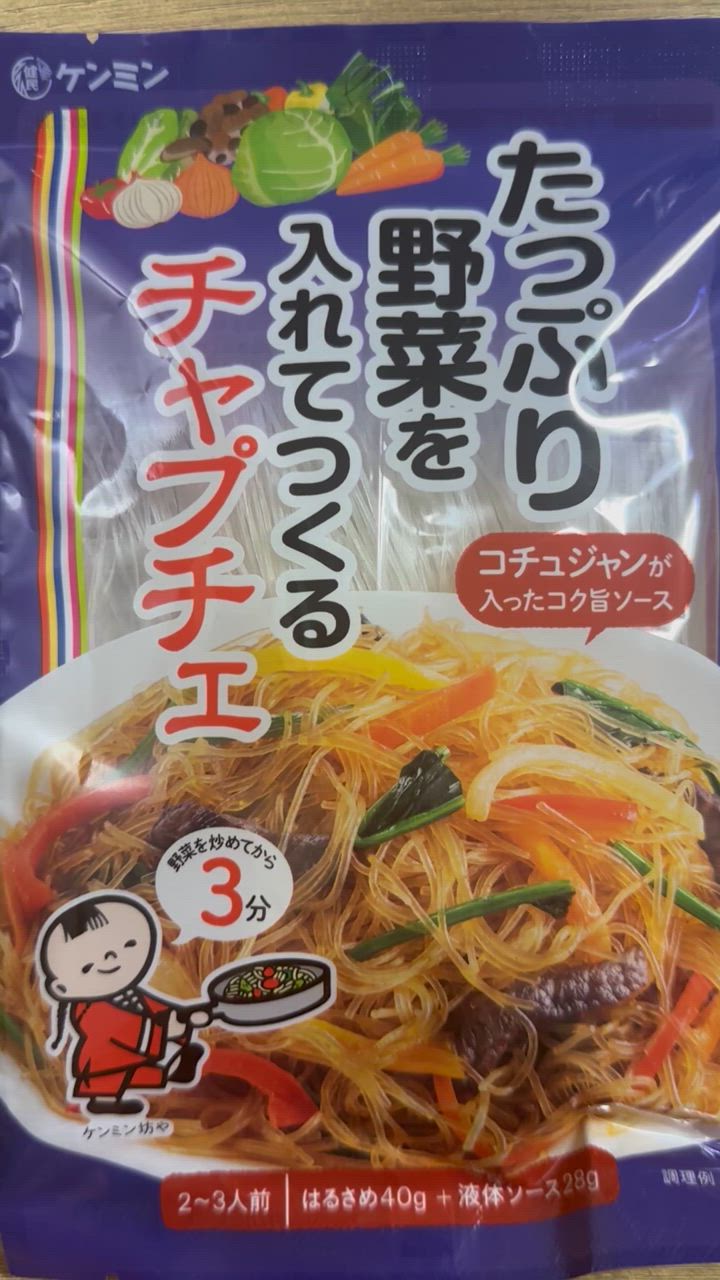 健民 ケンミン
たっぷり
野菜を
入れてつくる
チャプチェ
コチュジャンが
入ったコク旨ソース
野菜を炒めてから
3分
ケンミン坊や
2~3人前 はるさめ40g + 液体ソース28g
調理例